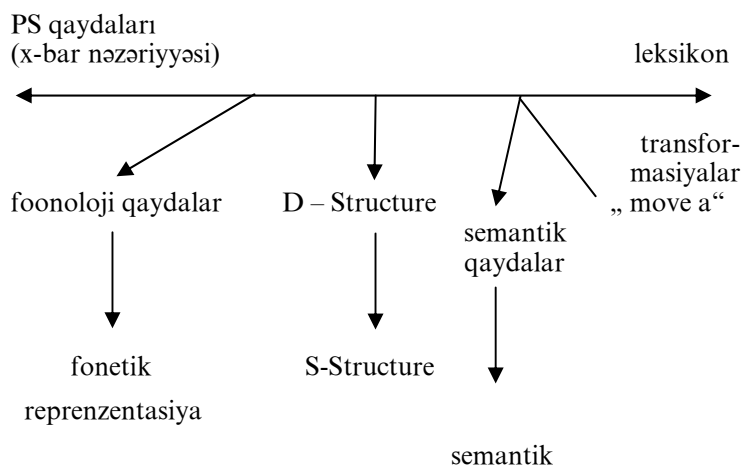 PS qaydaları
(x-bar nəzəriyyəsi)
leksikon
transfor-
masiyalar
„ move a“
foonoloji qaydalar
D – Structure
semantik
qaydalar
fonetik
reprenzentasiya
S-Structure
semantik